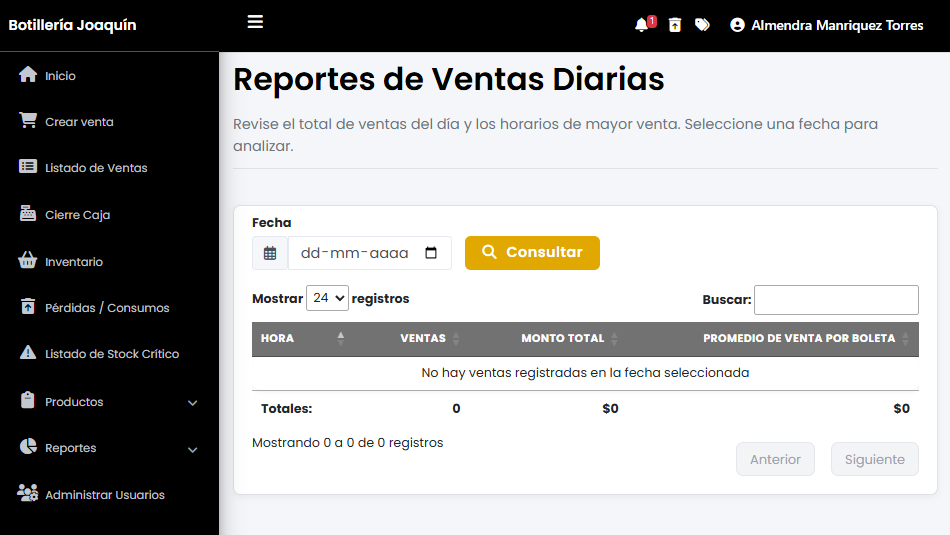 Botillería Joaquín
1
Almendra Manriquez Torres
Inicio
Crear venta
Listado de Ventas
Cierre Caja
Inventario
Pérdidas / Consumos
Listado de Stock Crítico
Productos
Reportes
Administrar Usuarios
Reportes de Ventas Diarias
Revise el total de ventas del día y los horarios de mayor venta. Seleccione una fecha para
analizar.
Fecha
dd-mm-aaaa
Consultar
Mostrar 24 registros
Buscar:
HORA VENTAS MONTO TOTAL PROMEDIO DE VENTA POR BOLETA
No hay ventas registradas en la fecha seleccionada
Totales: 0 $0 $0
Mostrando 0 a 0 de 0 registros
Anterior Siguiente